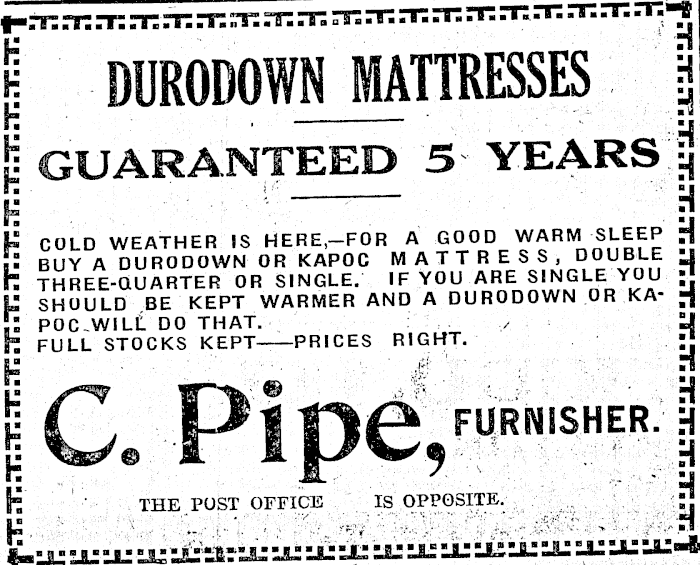 DURODOWN MATTRESSES
GUARANTEED 5 YEARS
COLD WEATHER IS HERE,—FOR A GOOD WARM SLEEP
BUY A DURODOWN OR KAPOC MATTRESS, DOUBLE
THREE-QUARTER OR SINGLE. IF YOU ARE SINGLE YOU
SHOULD BE KEPT WARMER AND A DURODOWN OR KA-
POC WILL DO THAT.
FULL STOCKS KEPT—PRICES RIGHT.
C. Pipe, FURNISHER.
THE POST OFFICE IS OPPOSITE.